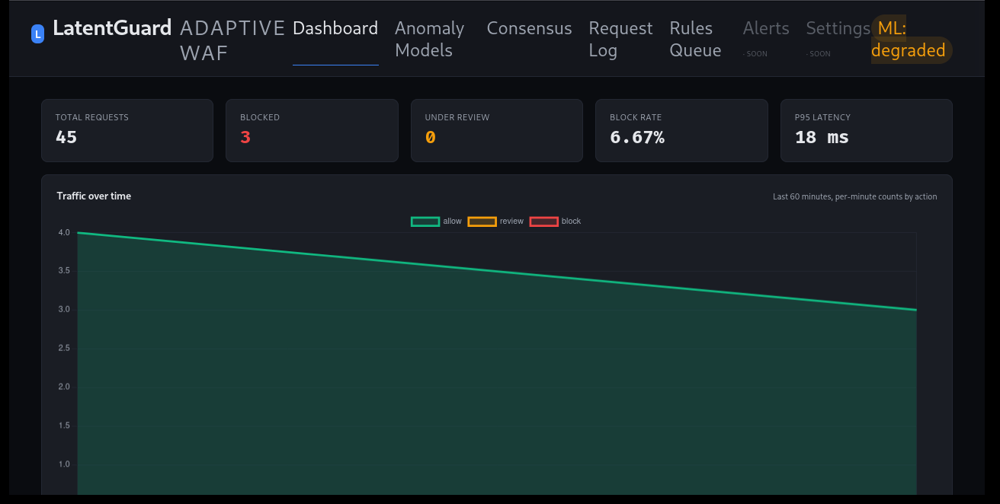 L LatentGuard ADAPTIVE WAF
Dashboard
Anomaly Models
Consensus
Request Log
Rules Queue
Alerts · SOON
Settings · SOON
ML: degraded
TOTAL REQUESTS
45
BLOCKED
3
UNDER REVIEW
0
BLOCK RATE
6.67%
P95 LATENCY
18 ms
Traffic over time
Last 60 minutes, per-minute counts by action
allow review block
4.0
3.5
3.0
2.5
2.0
1.5
1.0